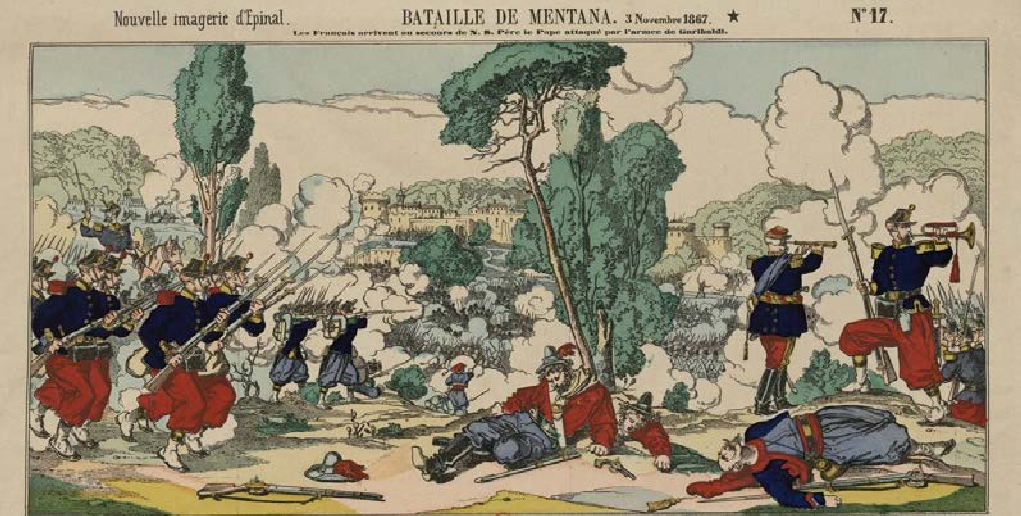 Nouvelle imagerie d'Epinal. BATAILLE DE MENTANA. 3 Novembre 1867. ★ Nº 17.
Les Français arrivent au secours de N. S. Père le Pape attaqué par l'armée de Garibaldi.